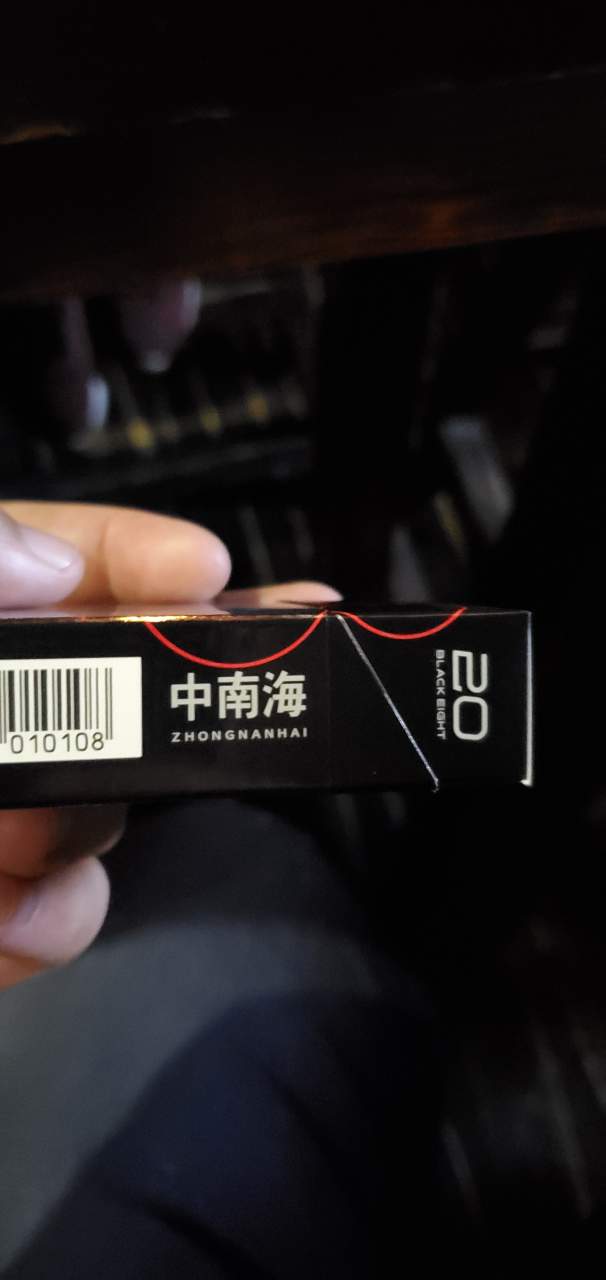 010108
中南海
ZHONGNANHAI
20
BLACK EIGHT